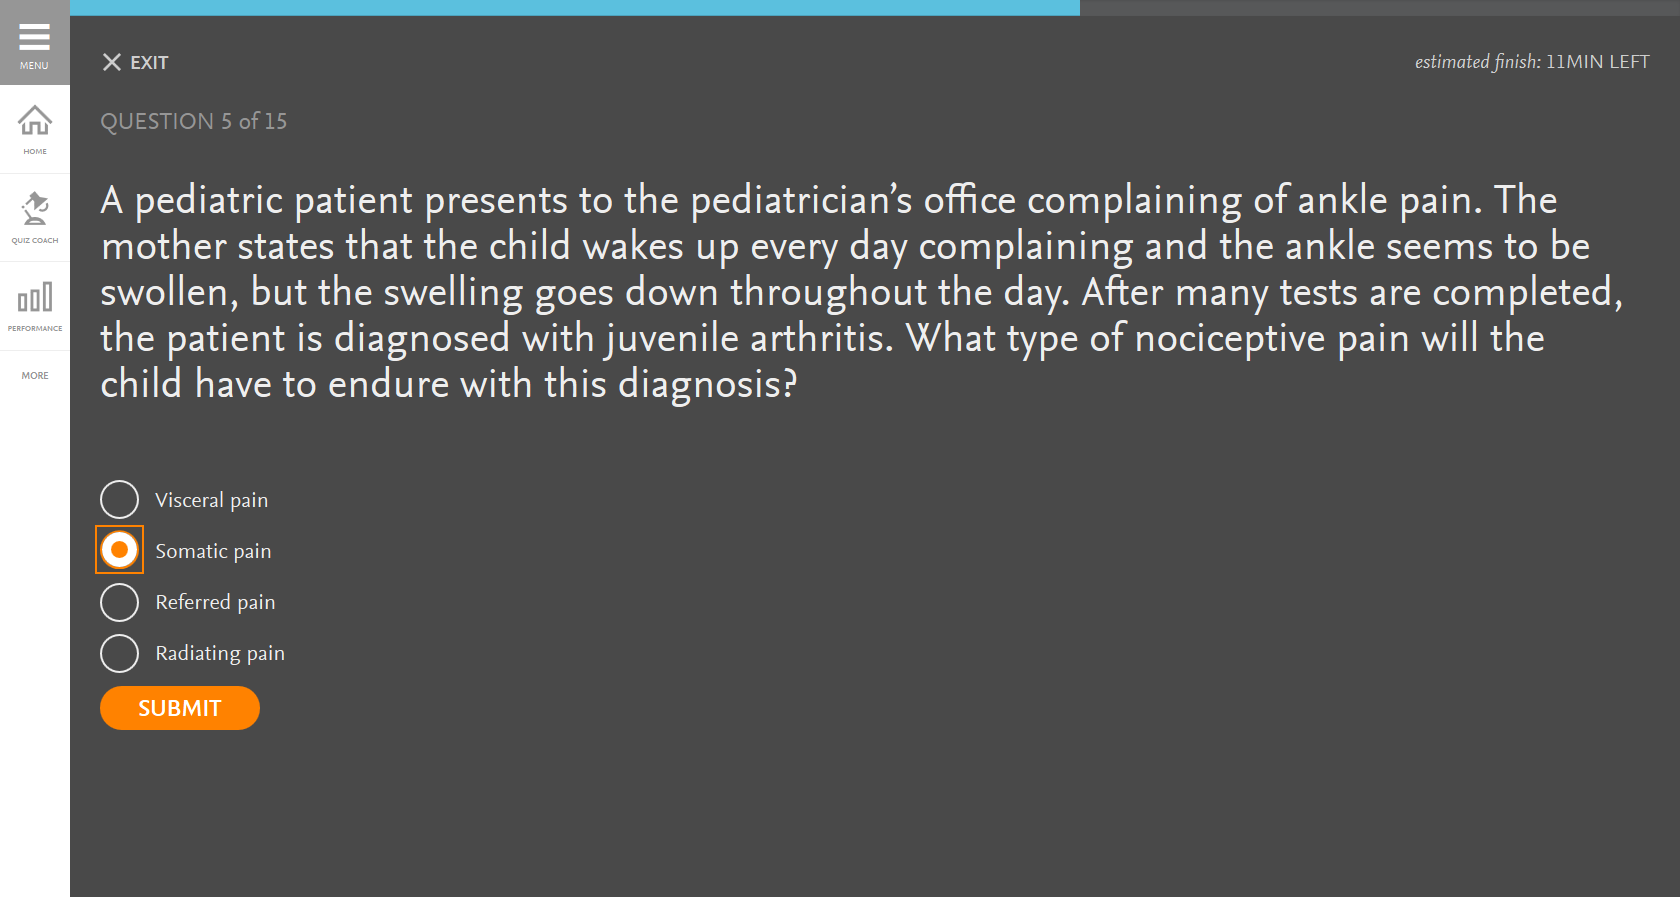 MENU
HOME
QUIZ COACH
PERFORMANCE
MORE
EXIT
estimated finish: 11MIN LEFT
QUESTION 5 of 15
A pediatric patient presents to the pediatrician’s office complaining of ankle pain. The
mother states that the child wakes up every day complaining and the ankle seems to be
swollen, but the swelling goes down throughout the day. After many tests are completed,
the patient is diagnosed with juvenile arthritis. What type of nociceptive pain will the
child have to endure with this diagnosis?
Visceral pain
Somatic pain
Referred pain
Radiating pain
SUBMIT